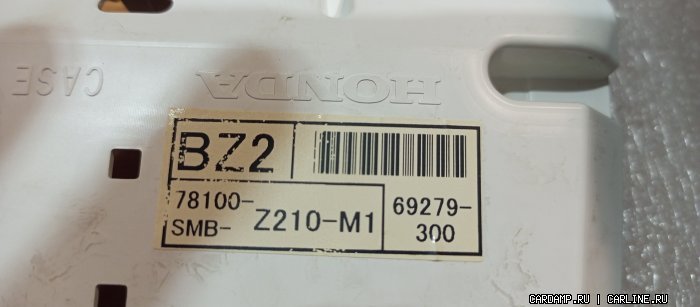 CASE
HONDA
BZ2
78100-
SMB-
Z210-M1
69279-
300
CARDAMP.RU | CARLINE.RU